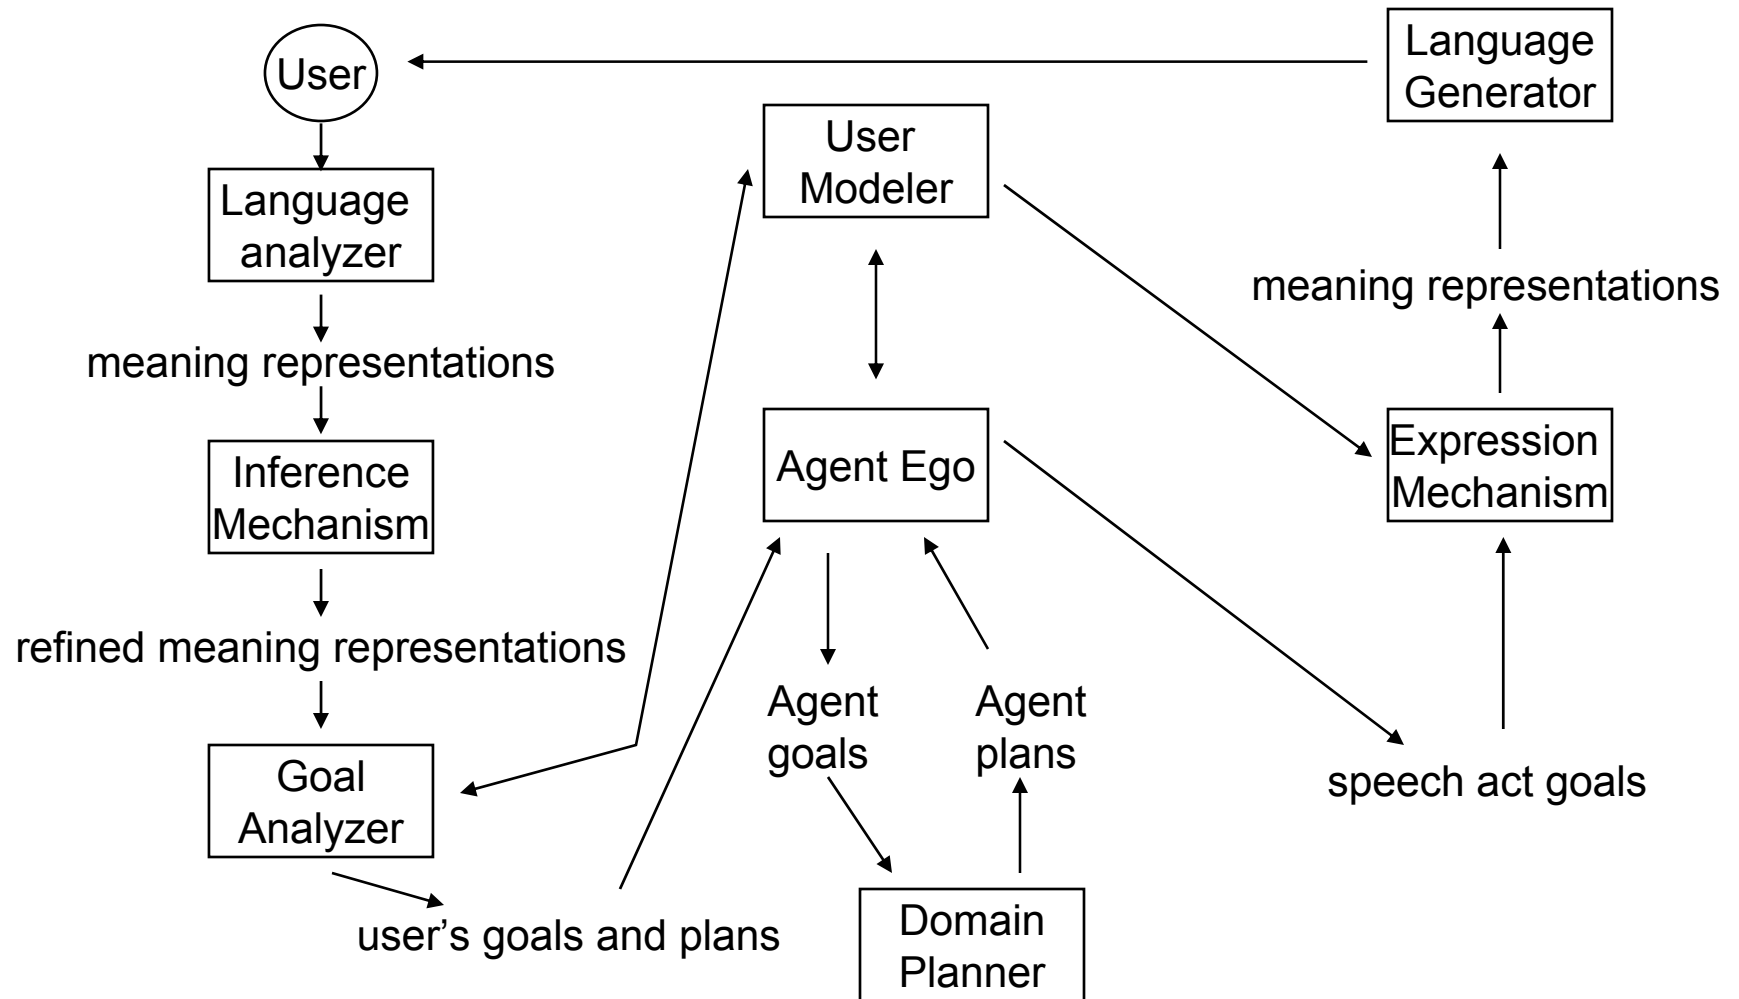 User
Language
analyzer
meaning representations
Inference
Mechanism
refined meaning representations
Goal
Analyzer
user’s goals and plans
User
Modeler
Agent Ego
Agent
goals
Agent
plans
Domain
Planner
Language
Generator
meaning representations
Expression
Mechanism
speech act goals